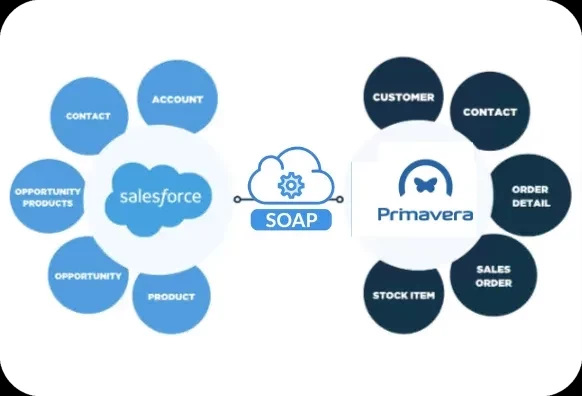 ACCOUNT
CONTACT
OPPORTUNITY
PRODUCTS
OPPORTUNITY
PRODUCT
salesforce
SOAP
CUSTOMER
CONTACT
ORDER
DETAIL
SALES
ORDER
STOCK ITEM
Primavera